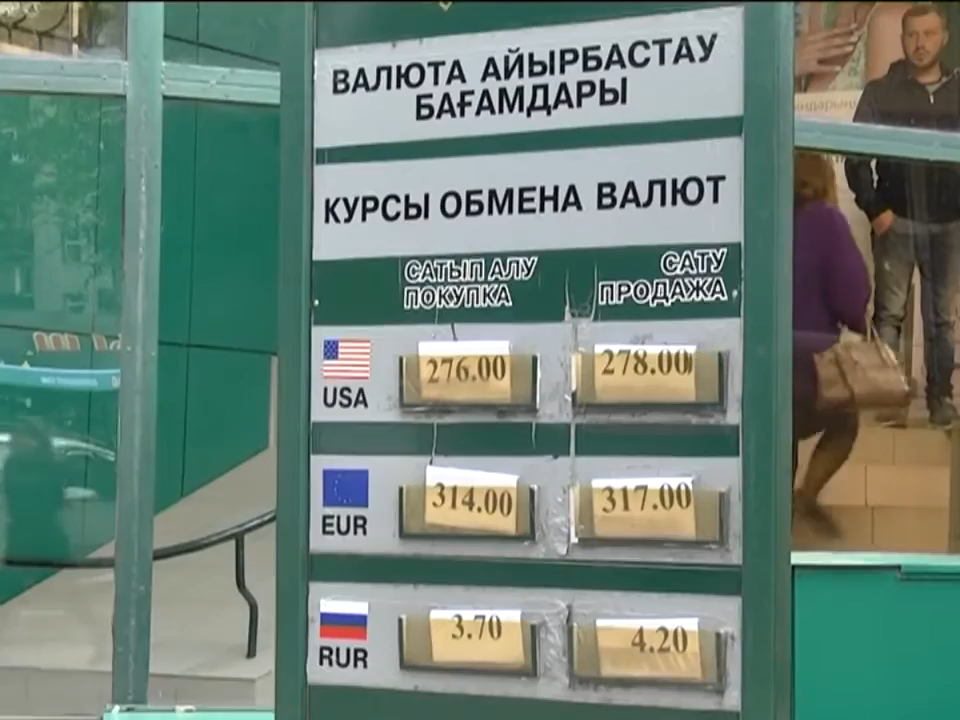 ВАЛЮТА АЙЫРБАСТАУ
БАҒАМДАРЫ
КУРСЫ ОБМЕНА ВАЛЮТ
САТЫП АЛУ САТУ
ПОКУПКА ПРОДАЖА
276.00 278.00
USA
314.00 317.00
EUR
3.70 4.20
RUR